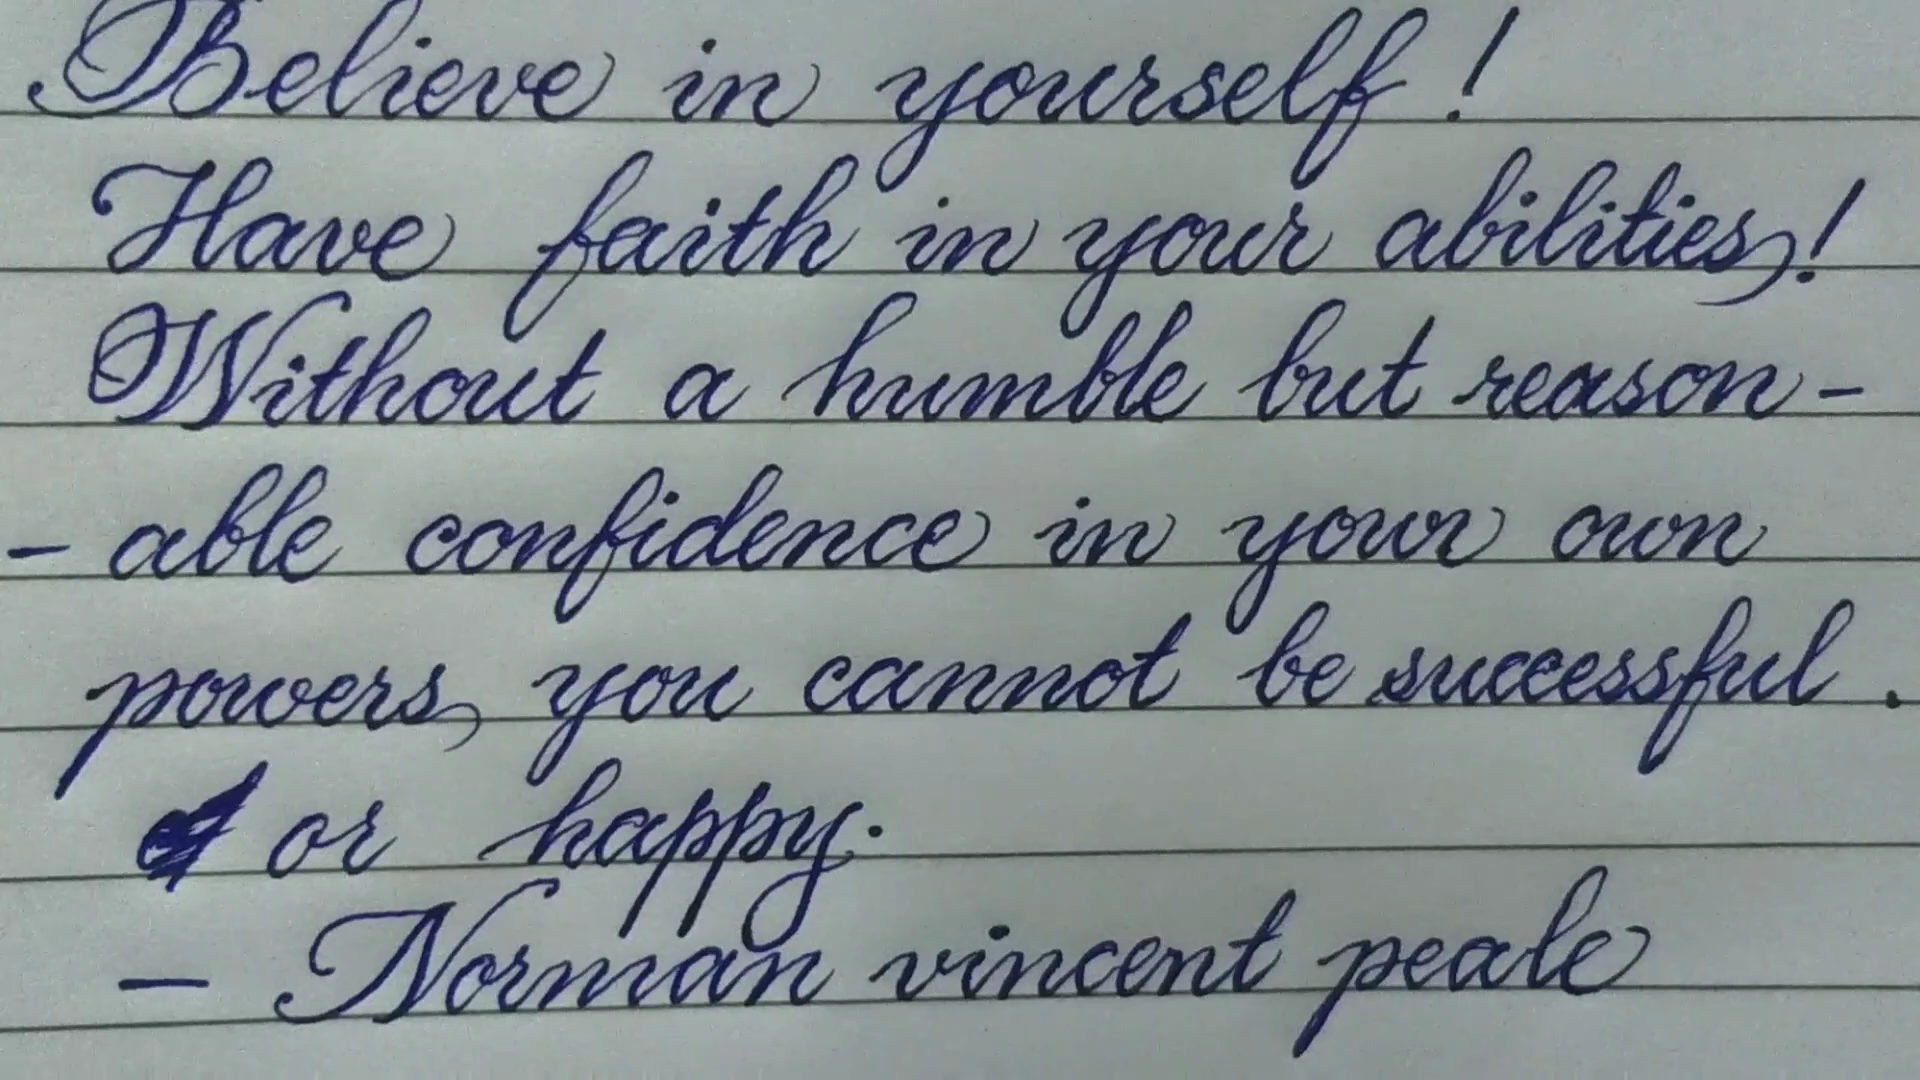 Believe in yourself!
Have faith in your abilities!
Without a humble but reason-
- able confidence in your own
powers, you cannot be successful.
or happy.
- Norman vincent peale